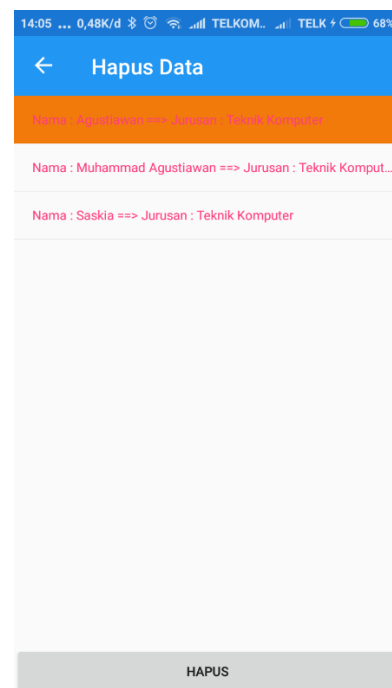 14:05 ... 0,48K/d TELKOM.. TELK 68%
Hapus Data
Nama : Agustiawan ==> Jurusan : Teknik Komputer
Nama : Muhammad Agustiawan ==> Jurusan : Teknik Komput...
Nama : Saskia ==> Jurusan : Teknik Komputer
HAPUS